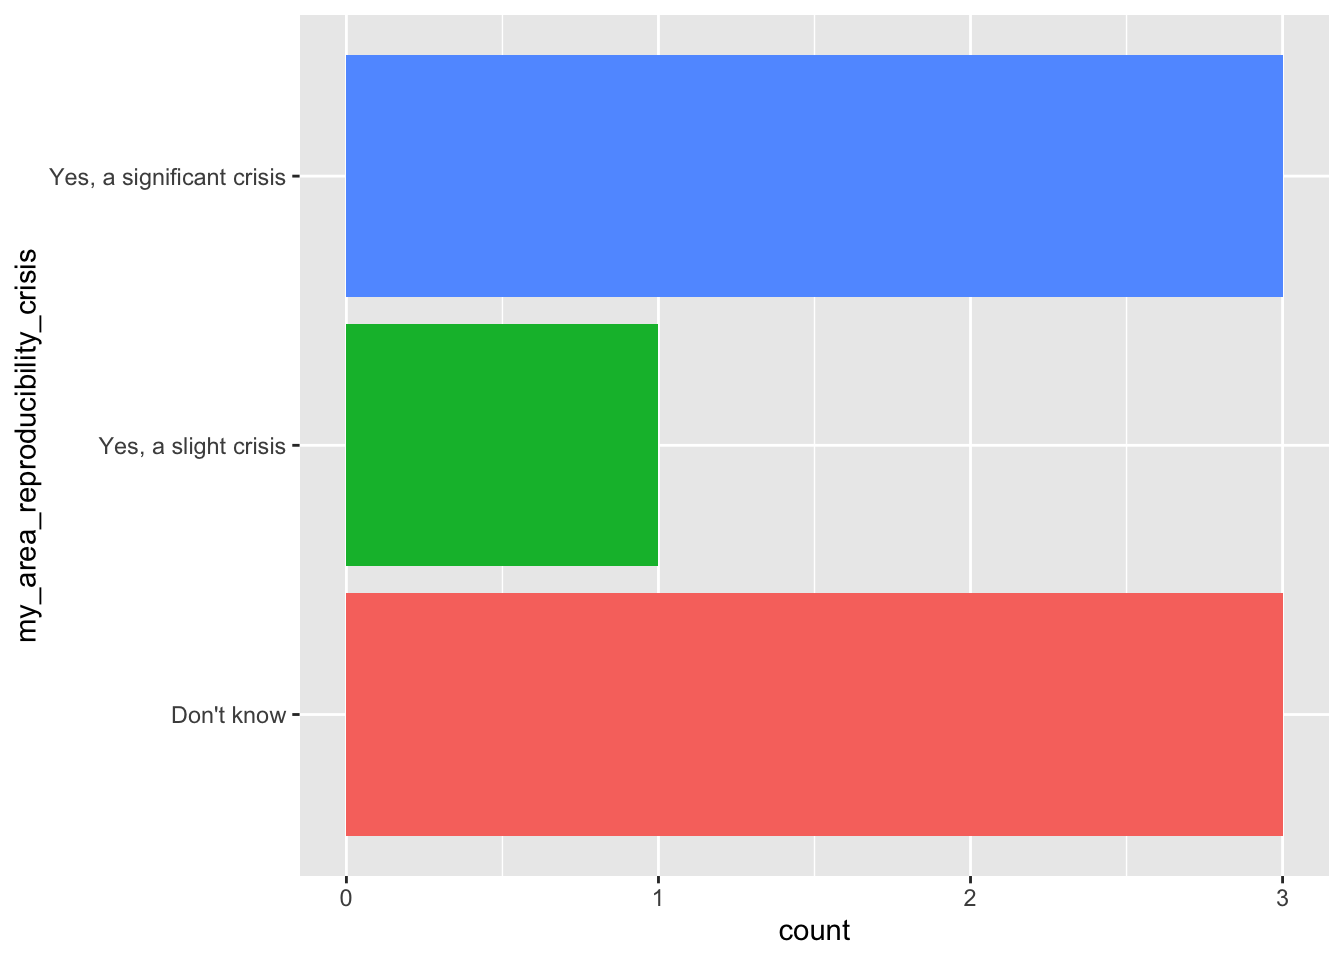 my_area_reproducibility_crisis
Yes, a significant crisis
Yes, a slight crisis
Don't know
0 1 2 3
count